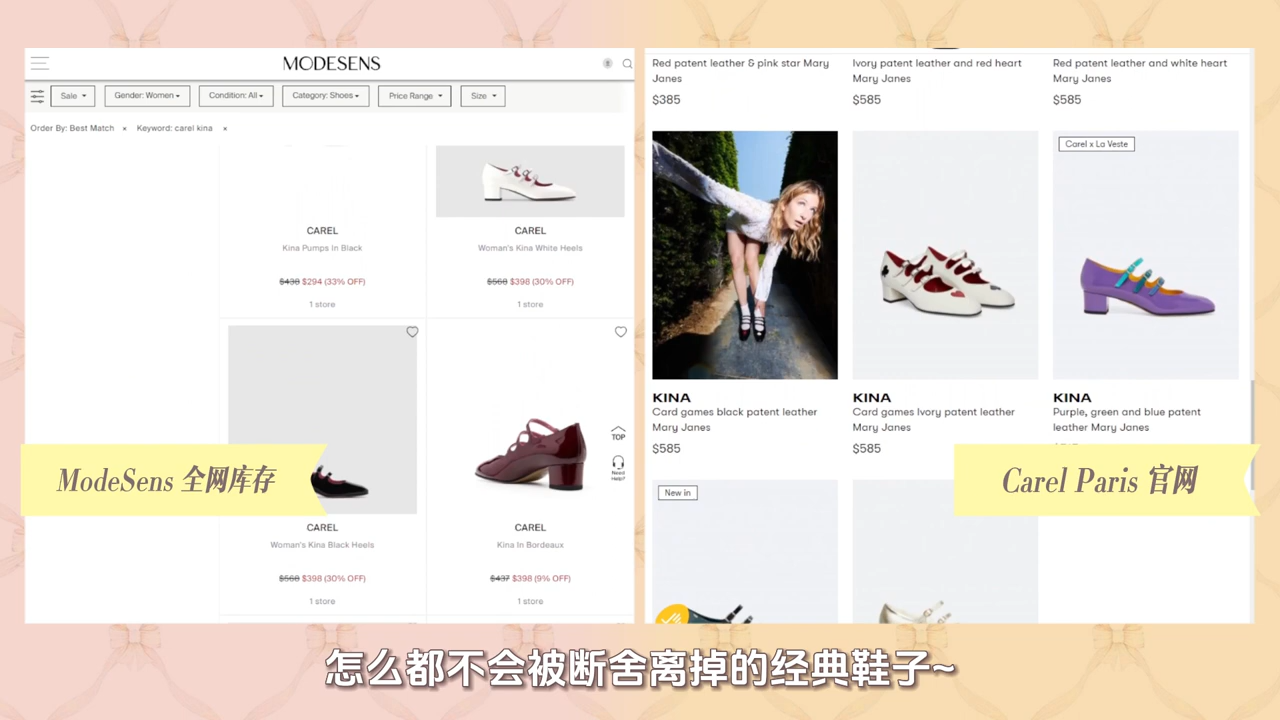 MODESENS
Sale
Gender: Women
Condition: All
Category: Shoes
Price Range
Size
Order By: Best Match × Keyword: carel kina ×
CAREL
Kina Pumps In Black
$438 $294 (33% OFF)
1 store
CAREL
Woman's Kina White Heels
$568 $398 (30% OFF)
1 store
TOP
Need
Help?
CAREL
Woman's Kina Black Heels
$568 $398 (30% OFF)
1 store
CAREL
Kina In Bordeaux
$437 $398 (9% OFF)
1 store
ModeSens 全网库存
Red patent leather & pink star Mary
Janes
$385
Ivory patent leather and red heart
Mary Janes
$585
Red patent leather and white heart
Mary Janes
$585
Carel x La Veste
KINA
Card games black patent leather
Mary Janes
$585
KINA
Card games Ivory patent leather
Mary Janes
$585
KINA
Purple, green and blue patent
leather Mary Janes
New in
Carel Paris 官网
怎么都不会被断舍离掉的经典鞋子~